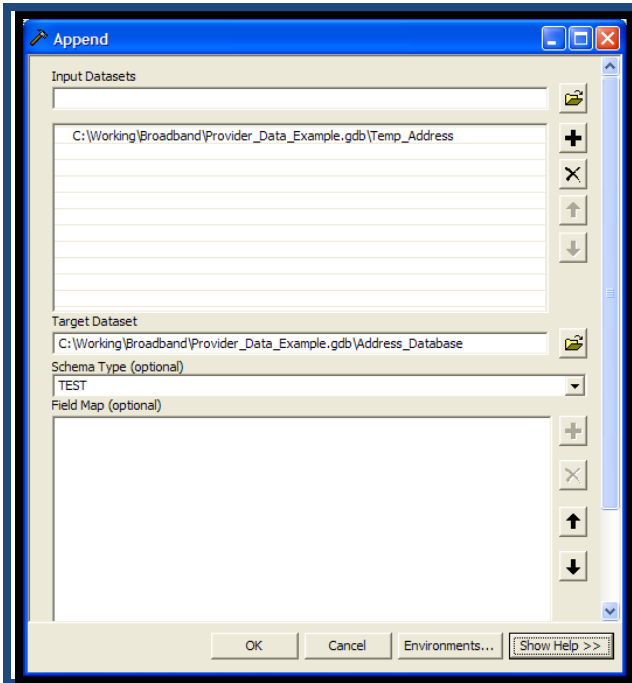 Append
Input Datasets
C:\Working\Broadband\Provider_Data_Example.gdb\Temp_Address
Target Dataset
C:\Working\Broadband\Provider_Data_Example.gdb\Address_Database
Schema Type (optional)
TEST
Field Map (optional)
OK Cancel Environments... Show Help >>